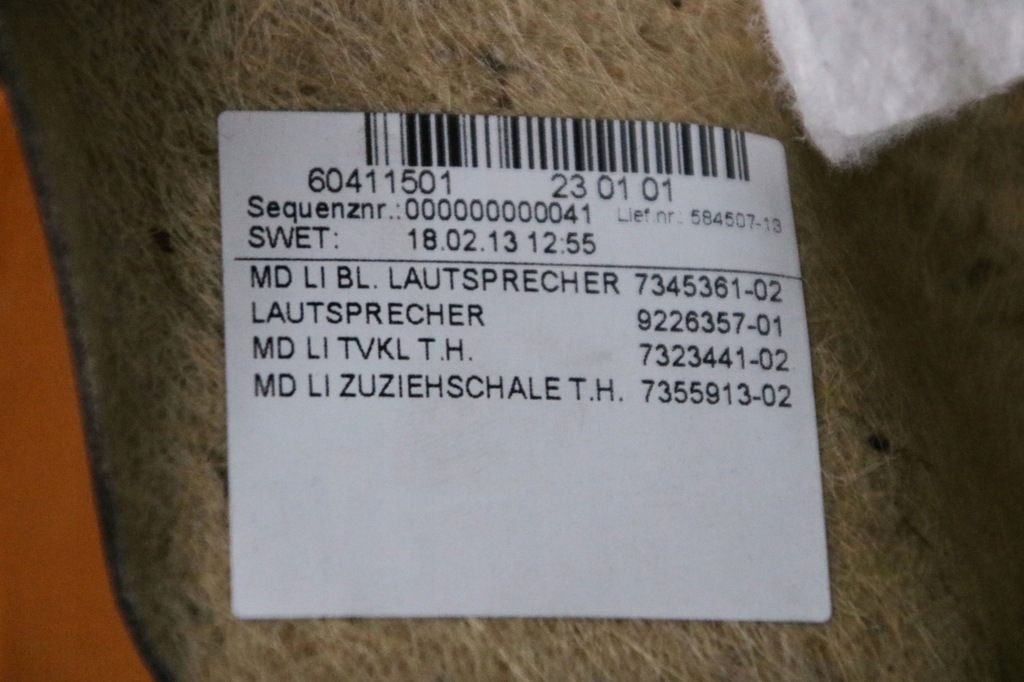 60411501 23 01 01
Sequenznr.:000000000041 Lief.nr.: 584507-13
SWET: 18.02.13 12:55
MD LI BL. LAUTSPRECHER 7345361-02
LAUTSPRECHER 9226357-01
MD LI TVKL T.H. 7323441-02
MD LI ZUZIEHSCHALE T.H. 7355913-02